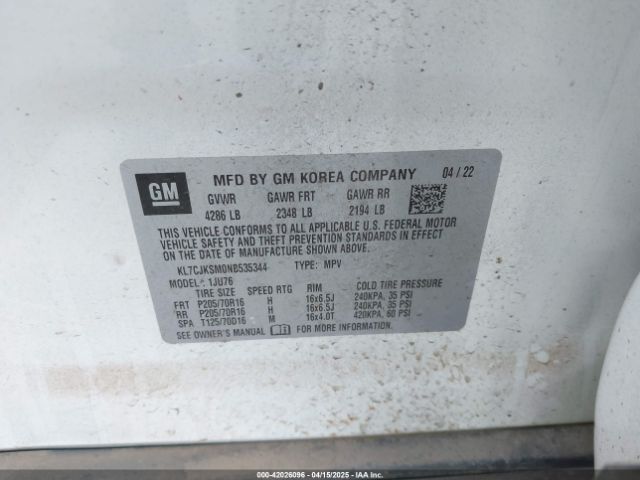 GM
MFD BY GM KOREA COMPANY 04 / 22
GVWR GAWR FRT GAWR RR
4286 LB 2348 LB 2194 LB
THIS VEHICLE CONFORMS TO ALL APPLICABLE U.S. FEDERAL MOTOR
VEHICLE SAFETY AND THEFT PREVENTION STANDARDS IN EFFECT
ON THE DATE OF MANUFACTURE SHOWN ABOVE.
KL7CJKSM0NB535344 TYPE: MPV
MODEL: 1JU76
TIRE SIZE SPEED RTG RIM COLD TIRE PRESSURE
FRT P205/70R16 H 16x6.5J 240KPA, 35 PSI
RR P205/70R16 H 16x6.5J 240KPA, 35 PSI
SPA T125/70D16 M 16x4.0T 420KPA, 60 PSI
SEE OWNER'S MANUAL FOR MORE INFORMATION.
000-42026096 - 04/15/2025 - WWW.IAAI.COM